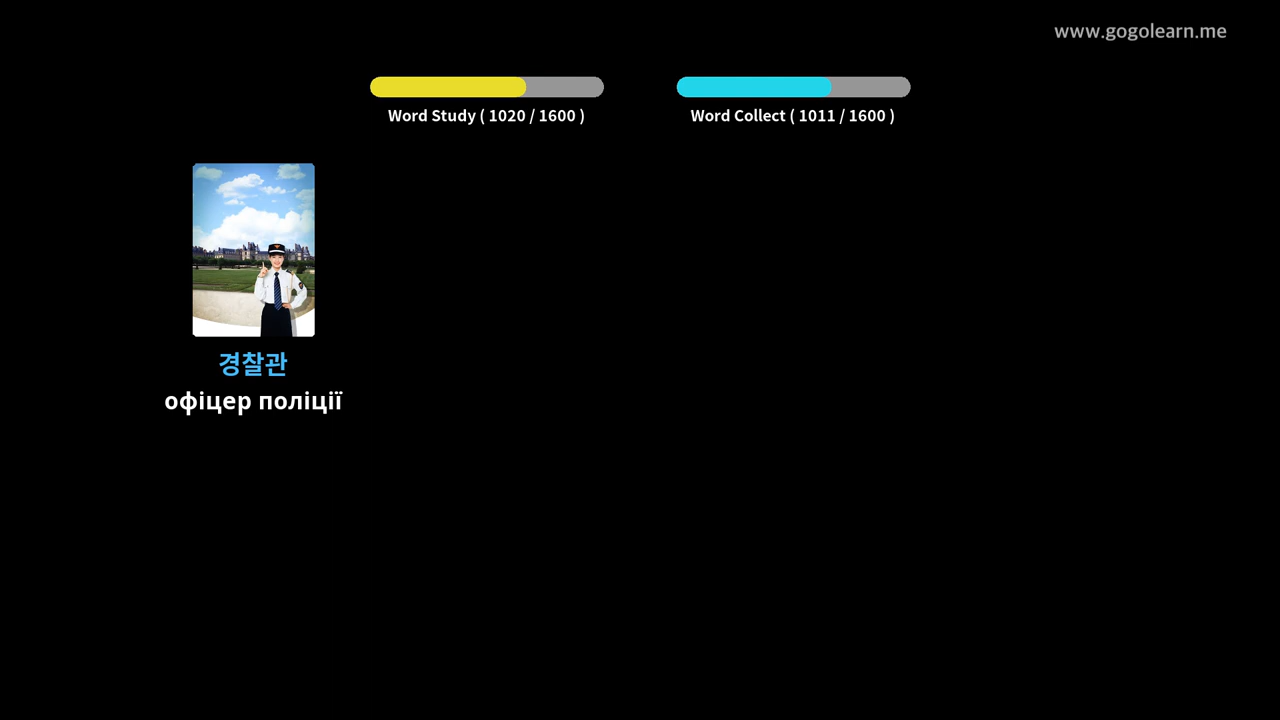 www.gogolearn.me
Word Study ( 1020 / 1600 )
Word Collect ( 1011 / 1600 )
경찰관
офіцер поліції